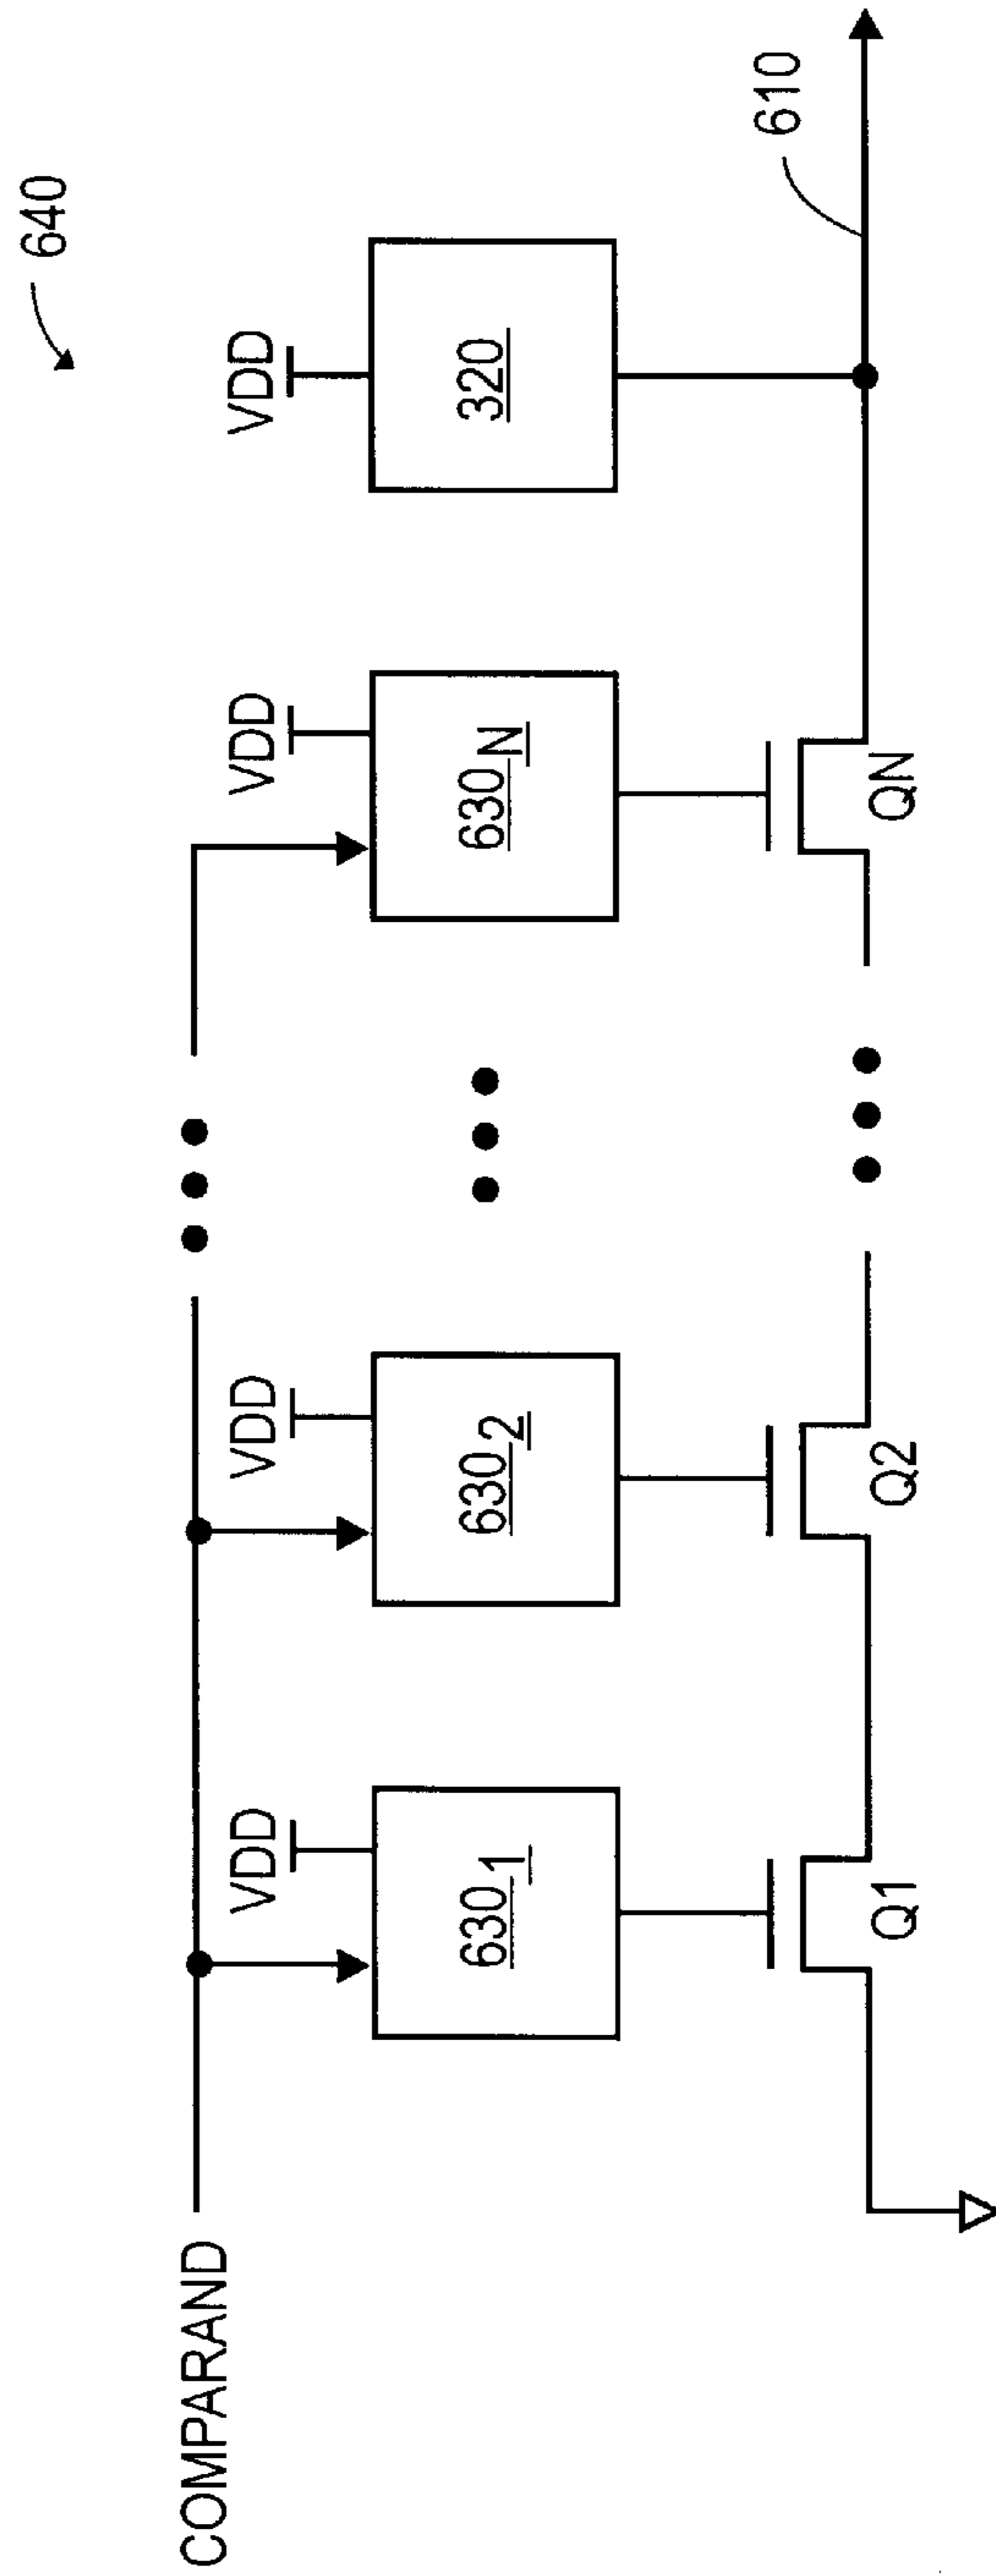 640
VDD
VDD
VDD
VDD
COMPARAND
630₁
630₂
630N
320
610
Q1
Q2
QN